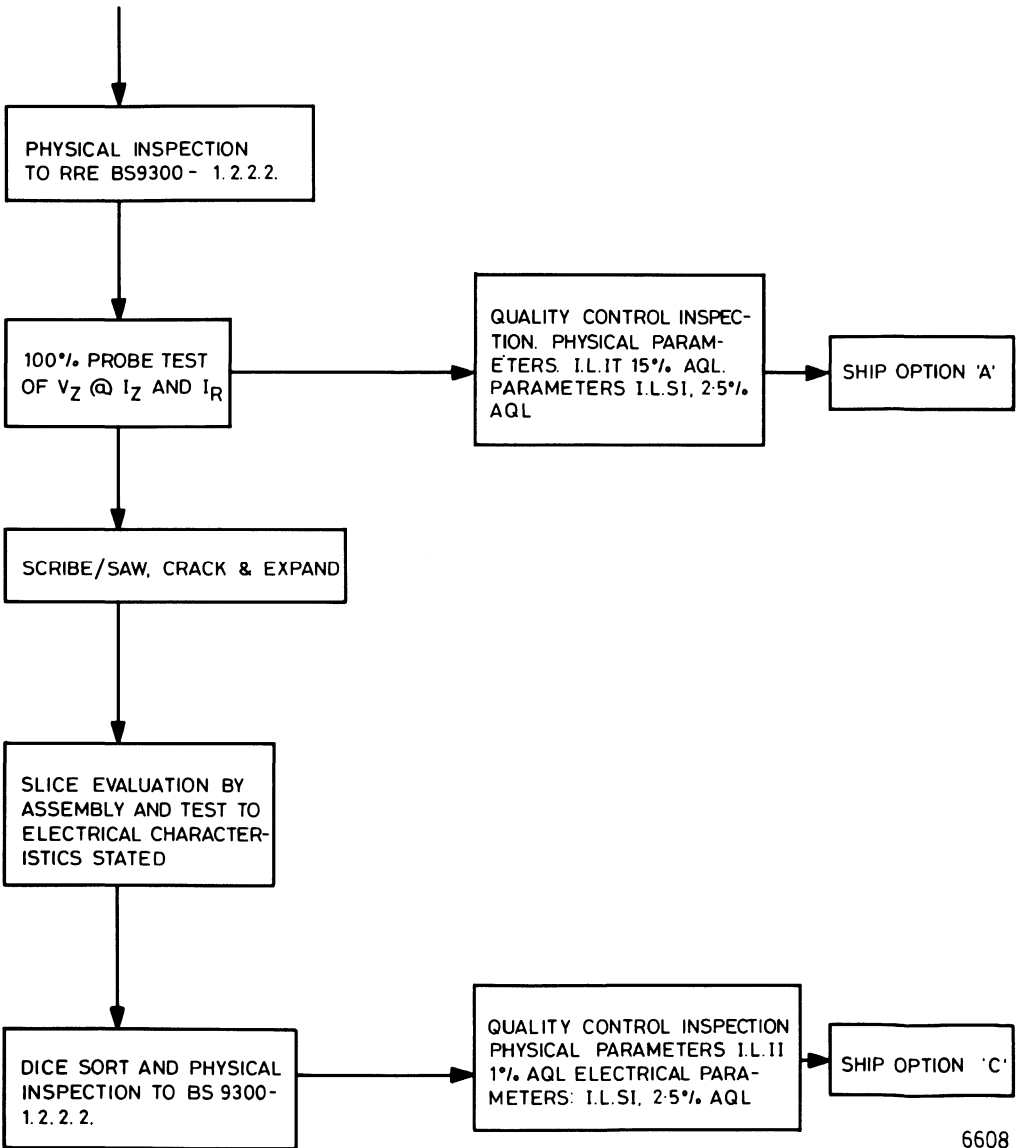 PHYSICAL INSPECTION
TO RRE BS9300 - 1.2.2.2.
100% PROBE TEST
OF VZ @ IZ AND IR
QUALITY CONTROL INSPEC-
TION. PHYSICAL PARAM-
ETERS. I.L.IT 15% AQL.
PARAMETERS I.L.SI, 2·5%
AQL
SHIP OPTION 'A'
SCRIBE/SAW, CRACK & EXPAND
SLICE EVALUATION BY
ASSEMBLY AND TEST TO
ELECTRICAL CHARACTER-
ISTICS STATED
DICE SORT AND PHYSICAL
INSPECTION TO BS 9300-
1.2.2.2.
QUALITY CONTROL INSPECTION
PHYSICAL PARAMETERS I.L.II
1% AQL ELECTRICAL PARA-
METERS: I.L.SI, 2·5% AQL
SHIP OPTION 'C'
6608